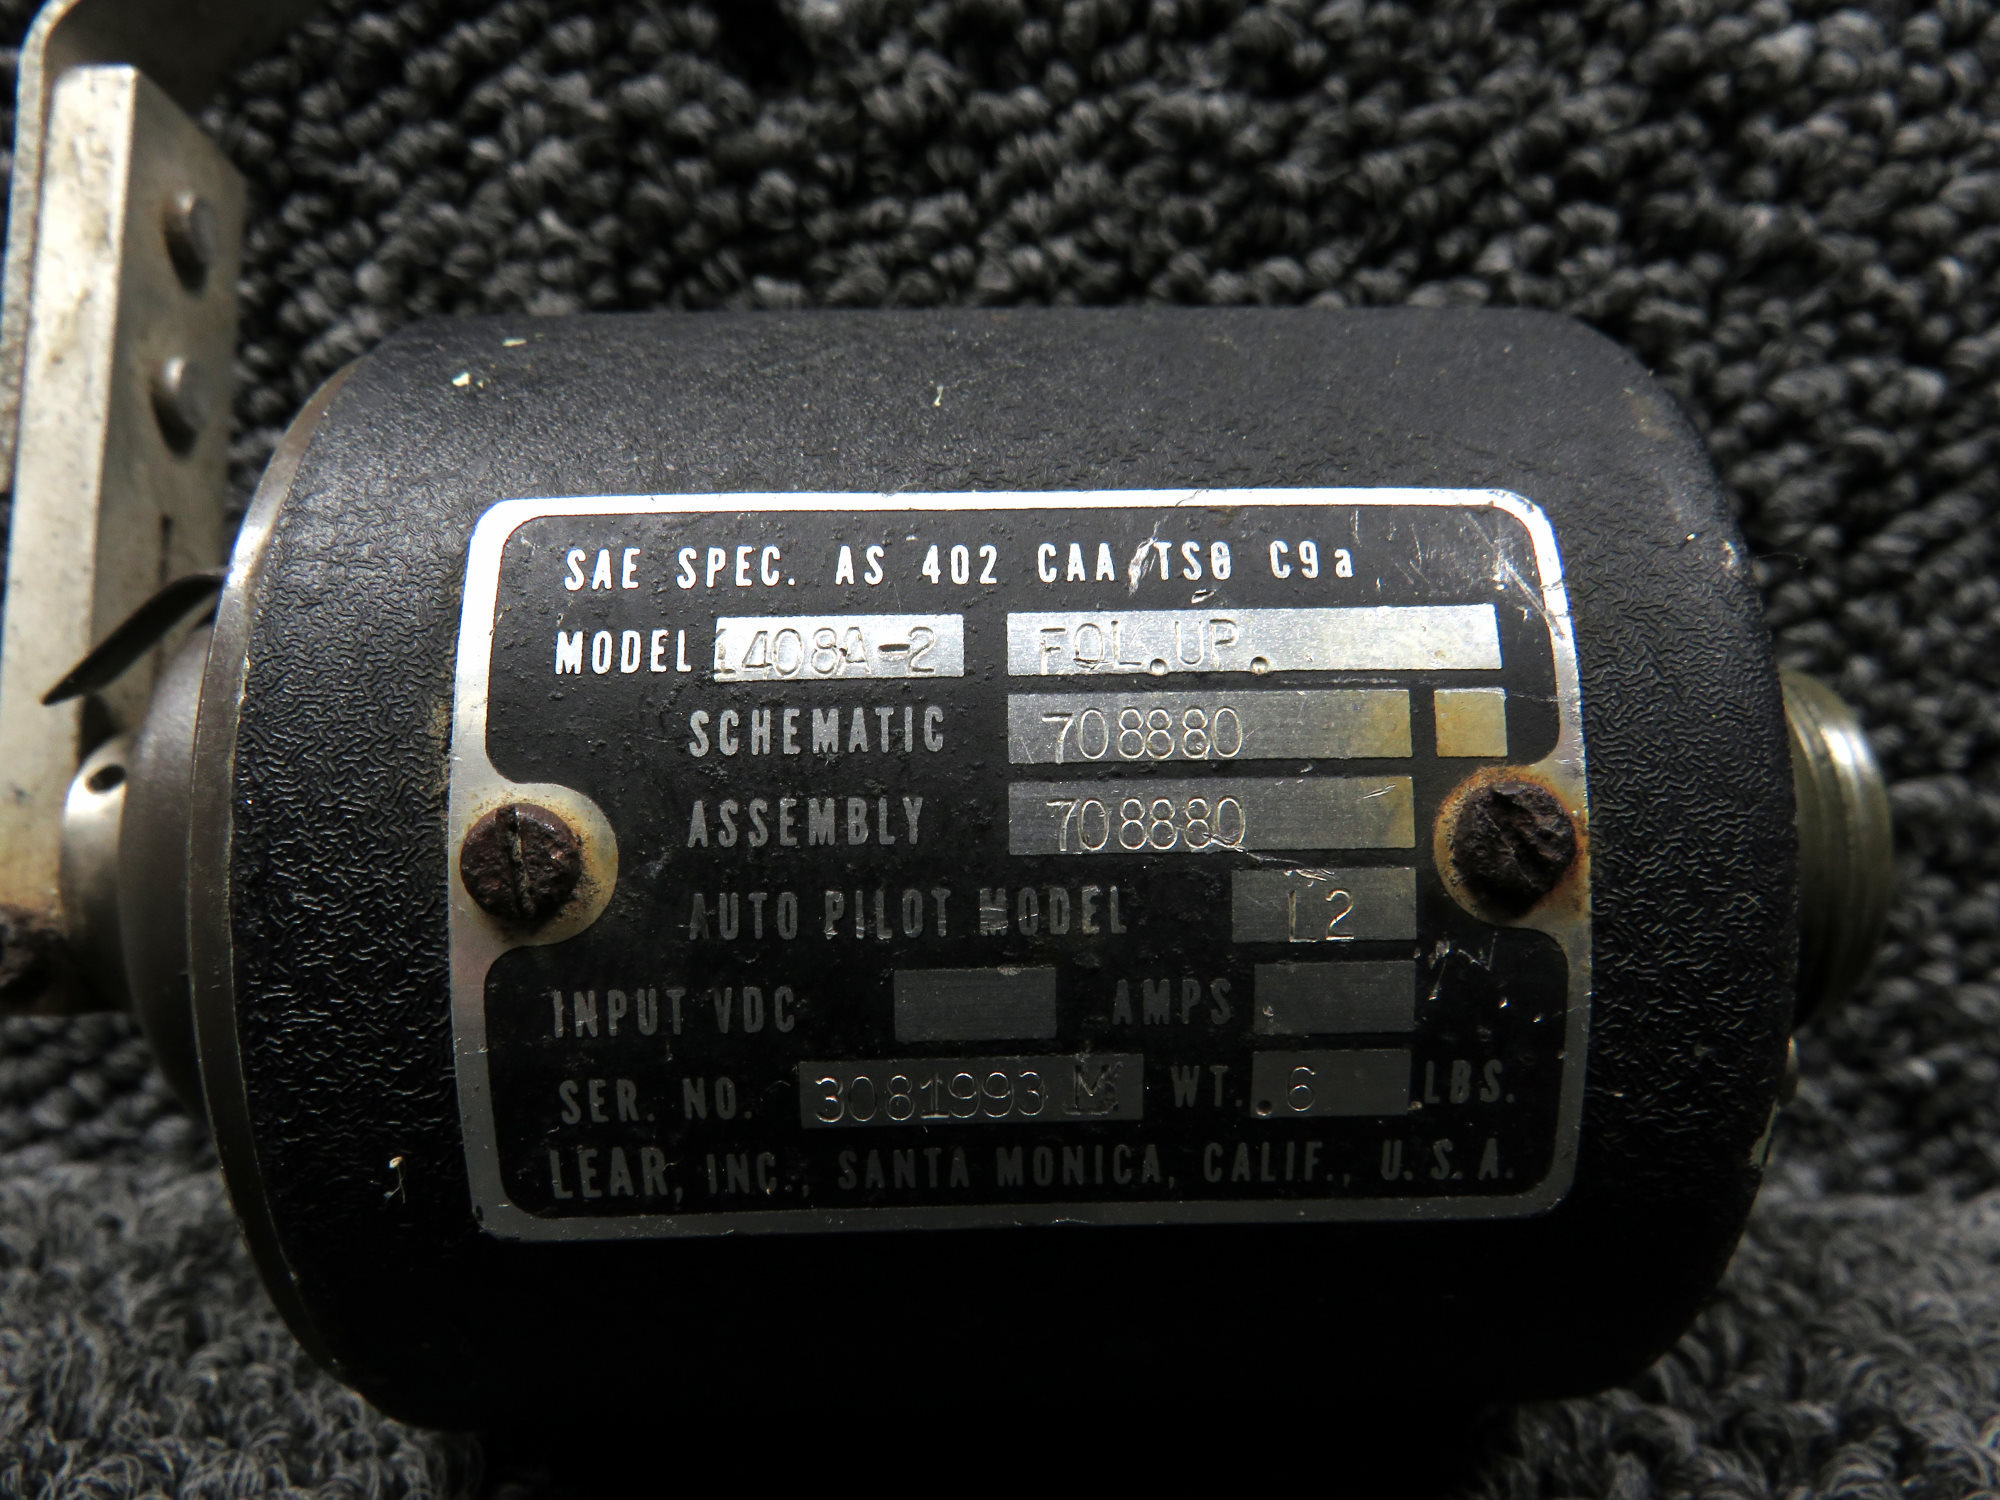 SAE SPEC. AS 402 CAA/TSO C9a
MODEL 1408A-2 FOL.UP.
SCHEMATIC 708880
ASSEMBLY 708880
AUTO PILOT MODEL L2
INPUT VDC AMPS
SER. NO. 3081993 M WT. .6 LBS.
LEAR, INC., SANTA MONICA, CALIF., U.S.A.